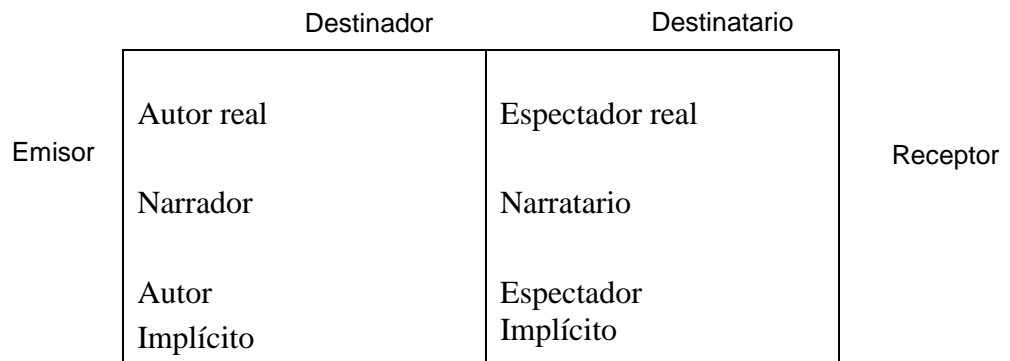 Destinador Destinatario
Autor real Espectador real
Emisor Receptor
Narrador Narratario
Autor Espectador
Implícito Implícito